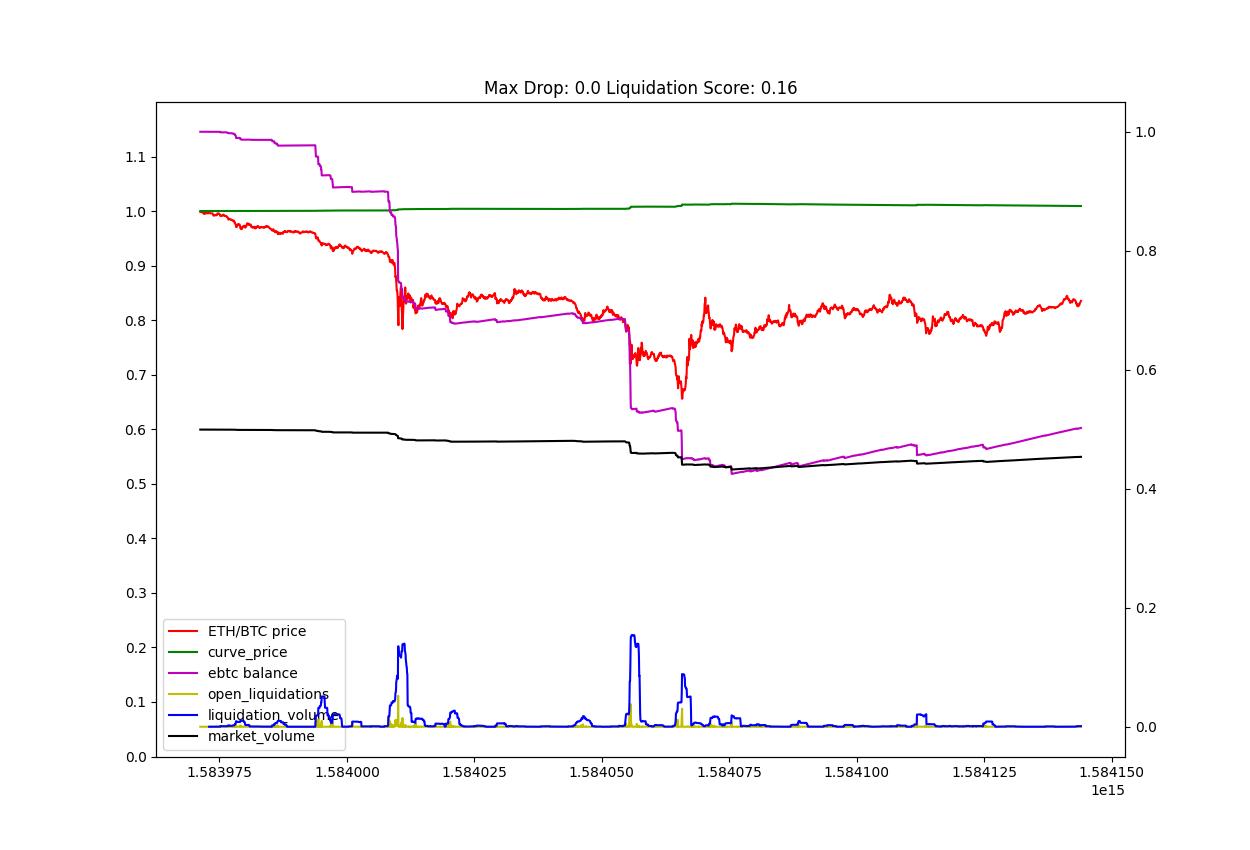 Max Drop: 0.0 Liquidation Score: 0.16
1.1
1.0
0.9
0.8
0.7
0.6
0.5
0.4
0.3
0.2
0.1
0.0
1.0
0.8
0.6
0.4
0.2
0.0
ETH/BTC price
curve_price
ebtc balance
open_liquidations
liquidation_volume
market_volume
1.583975 1.584000 1.584025 1.584050 1.584075 1.584100 1.584125 1.584150
1e15